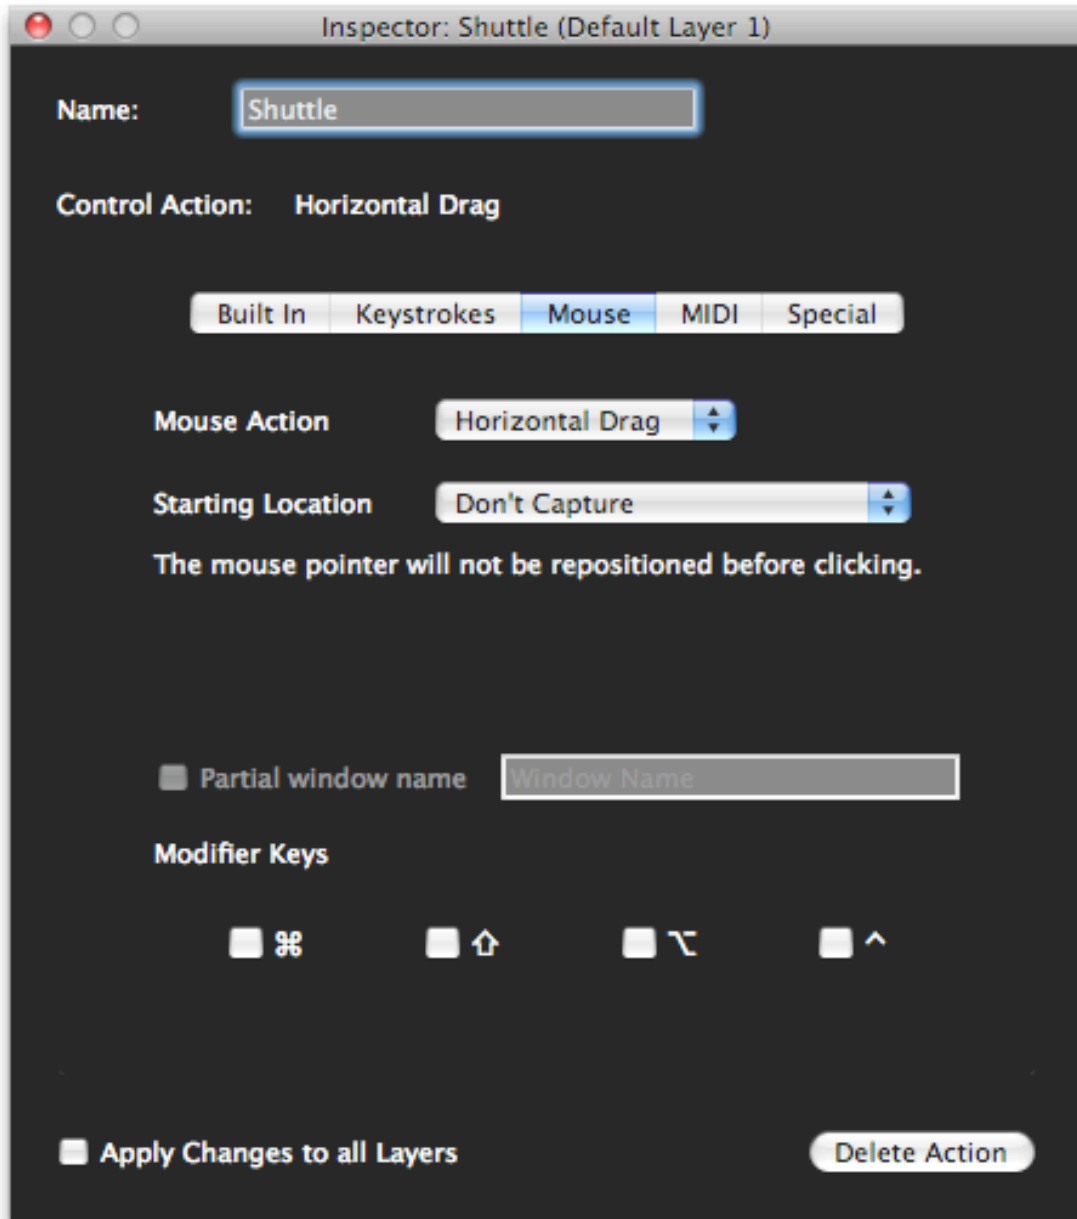 Inspector: Shuttle (Default Layer 1)
Name: Shuttle
Control Action: Horizontal Drag
Built In Keystrokes Mouse MIDI Special
Mouse Action Horizontal Drag
Starting Location Don't Capture
The mouse pointer will not be repositioned before clicking.
Partial window name Window Name
Modifier Keys
⌘ ⇧ ⌥ ^
Apply Changes to all Layers Delete Action